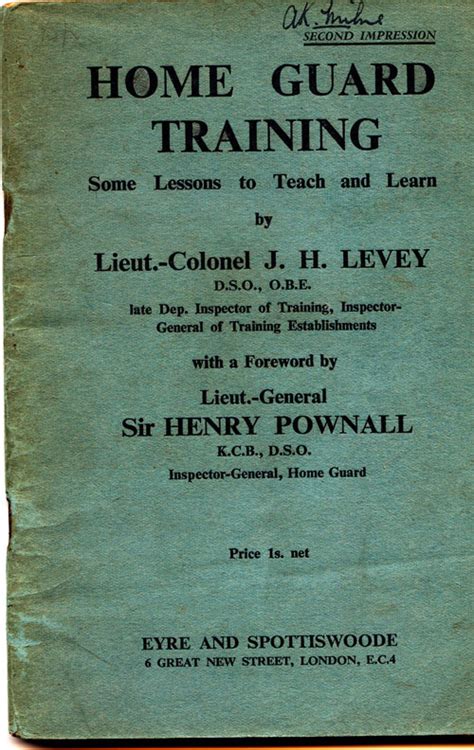 A.K. Milne
SECOND IMPRESSION
HOME GUARD
TRAINING
Some Lessons to Teach and Learn
by
Lieut.-Colonel J. H. LEVEY
D.S.O., O.B.E.
late Dep. Inspector of Training, Inspector-
General of Training Establishments
with a Foreword by
Lieut.-General
Sir HENRY POWNALL
K.C.B., D.S.O.
Inspector-General, Home Guard
Price 1s. net
EYRE AND SPOTTISWOODE
6 GREAT NEW STREET, LONDON, E.C.4